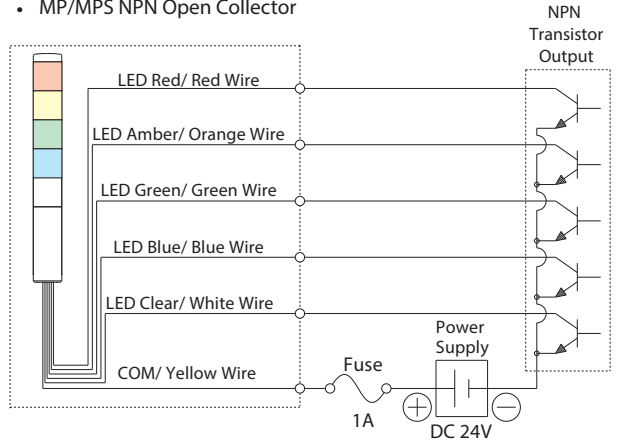 • MP/MPS NPN Open Collector
NPN
Transistor
Output
LED Red/ Red Wire
LED Amber/ Orange Wire
LED Green/ Green Wire
LED Blue/ Blue Wire
LED Clear/ White Wire
COM/ Yellow Wire
Fuse
1A
Power
Supply
+
−
DC 24V